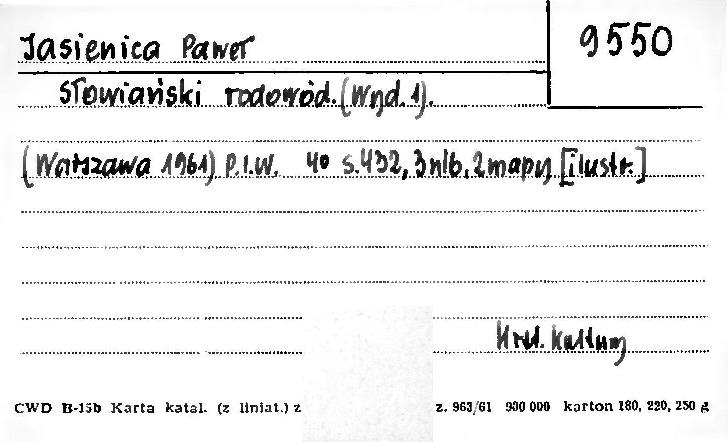 Jasienica Paweł
9550
Słowiański rodowód. (Wyd. 1).
(Warszawa 1961) P.I.W. 4° s. 432, 3 nlb, 2 mapy [ilustr.]
Kultury
CWD B-15b Karta katal. (z liniat.) z z. 963/61 900 000 karton 180, 220, 250 g